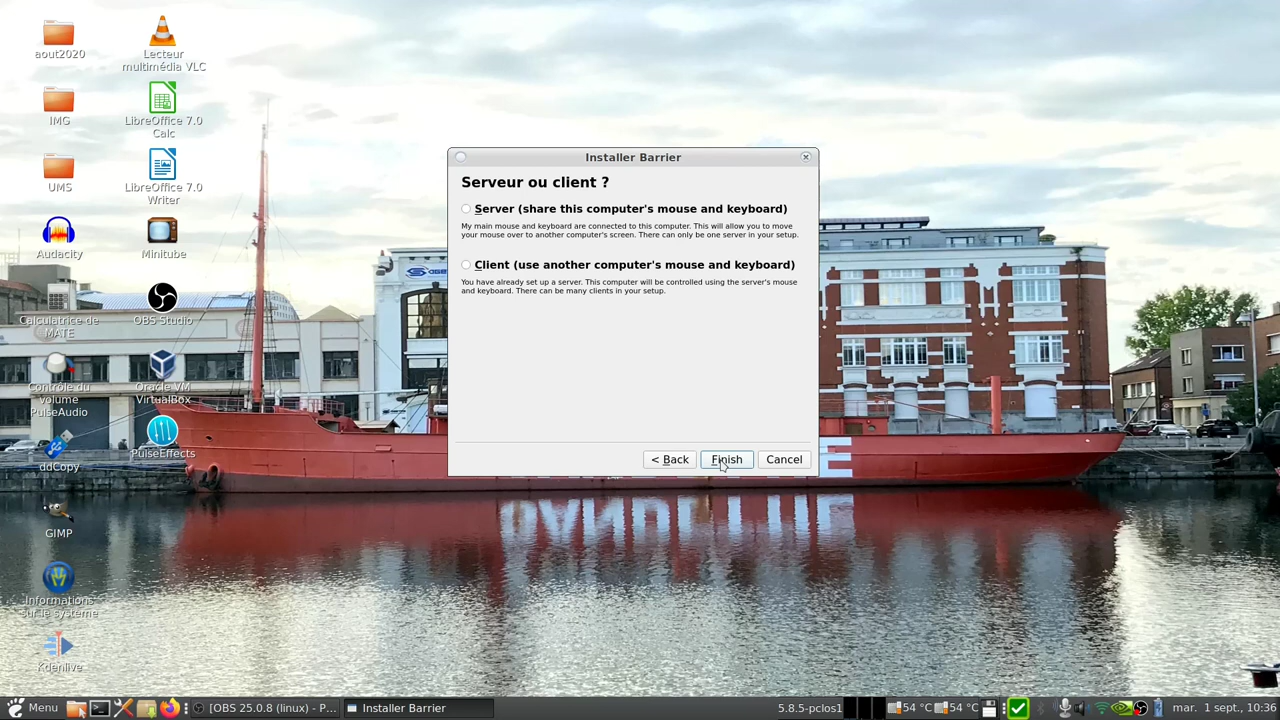 aout2020
Lecteur
multimédia VLC
IMG
LibreOffice 7.0
Calc
UMS
LibreOffice 7.0
Writer
Audacity
Minitube
Calculatrice de
MATE
OBS Studio
Contrôle du
volume
PulseAudio
Oracle VM
VirtualBox
ddCopy
PulseEffects
GIMP
Informations
sur le système
Kdenlive
Installer Barrier
Serveur ou client ?
Server (share this computer's mouse and keyboard)
My main mouse and keyboard are connected to this computer. This will allow you to move
your mouse over to another computer's screen. There can only be one server in your setup.
Client (use another computer's mouse and keyboard)
You have already set up a server. This computer will be controlled using the server's mouse
and keyboard. There can be many clients in your setup.
< Back
Finish
Cancel
Menu
[OBS 25.0.8 (linux) - P...
Installer Barrier
5.8.5-pclos1
54 °C
54 °C
mar. 1 sept., 10:36